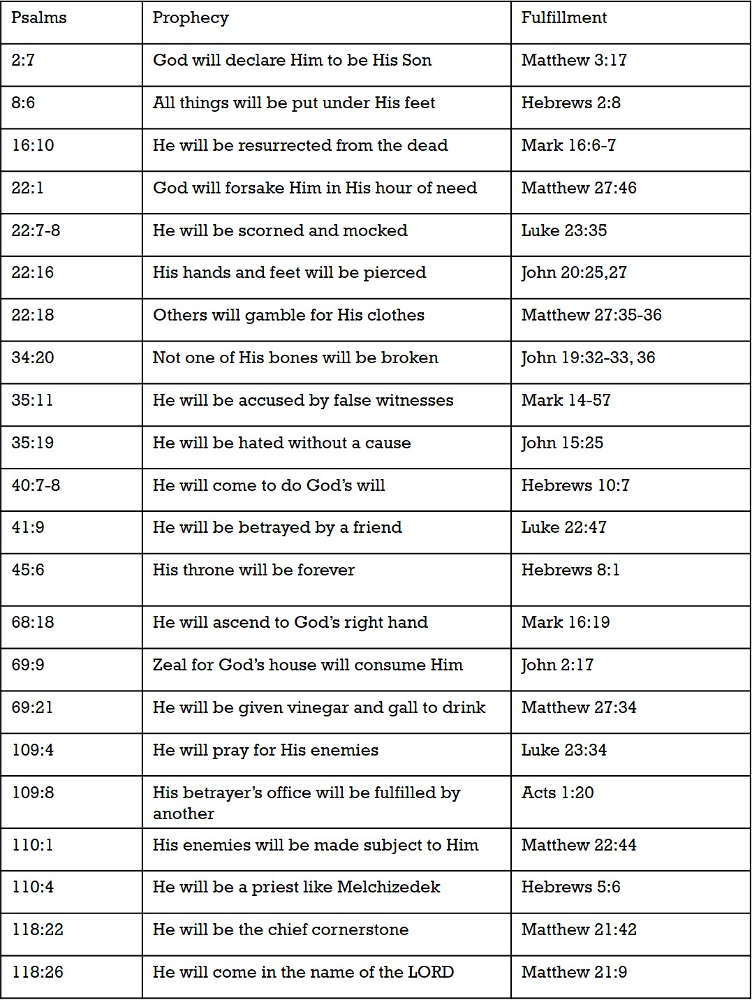 Psalms Prophecy Fulfillment
2:7 God will declare Him to be His Son Matthew 3:17
8:6 All things will be put under His feet Hebrews 2:8
16:10 He will be resurrected from the dead Mark 16:6-7
22:1 God will forsake Him in His hour of need Matthew 27:46
22:7-8 He will be scorned and mocked Luke 23:35
22:16 His hands and feet will be pierced John 20:25,27
22:18 Others will gamble for His clothes Matthew 27:35-36
34:20 Not one of His bones will be broken John 19:32-33, 36
35:11 He will be accused by false witnesses Mark 14-57
35:19 He will be hated without a cause John 15:25
40:7-8 He will come to do God’s will Hebrews 10:7
41:9 He will be betrayed by a friend Luke 22:47
45:6 His throne will be forever Hebrews 8:1
68:18 He will ascend to God’s right hand Mark 16:19
69:9 Zeal for God’s house will consume Him John 2:17
69:21 He will be given vinegar and gall to drink Matthew 27:34
109:4 He will pray for His enemies Luke 23:34
109:8 His betrayer’s office will be fulfilled by Acts 1:20
another
110:1 His enemies will be made subject to Him Matthew 22:44
110:4 He will be a priest like Melchizedek Hebrews 5:6
118:22 He will be the chief cornerstone Matthew 21:42
118:26 He will come in the name of the LORD Matthew 21:9